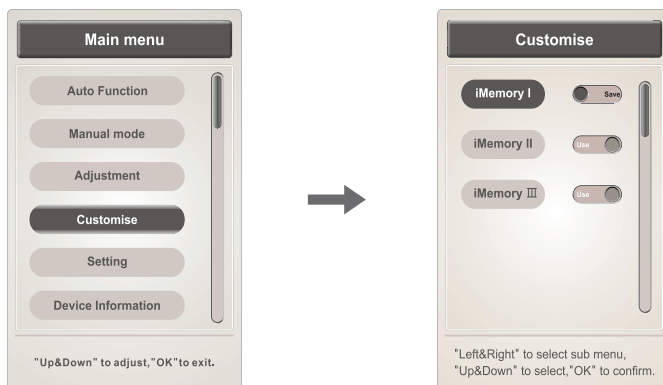 Main menu
Auto Function
Manual mode
Adjustment
Customise
Setting
Device Information
"Up&Down" to adjust,"OK"to exit.
Customise
iMemory I
Save
iMemory II
Use
iMemory III
Use
"Left&Right" to select sub menu,
"Up&Down" to select,"OK" to confirm.